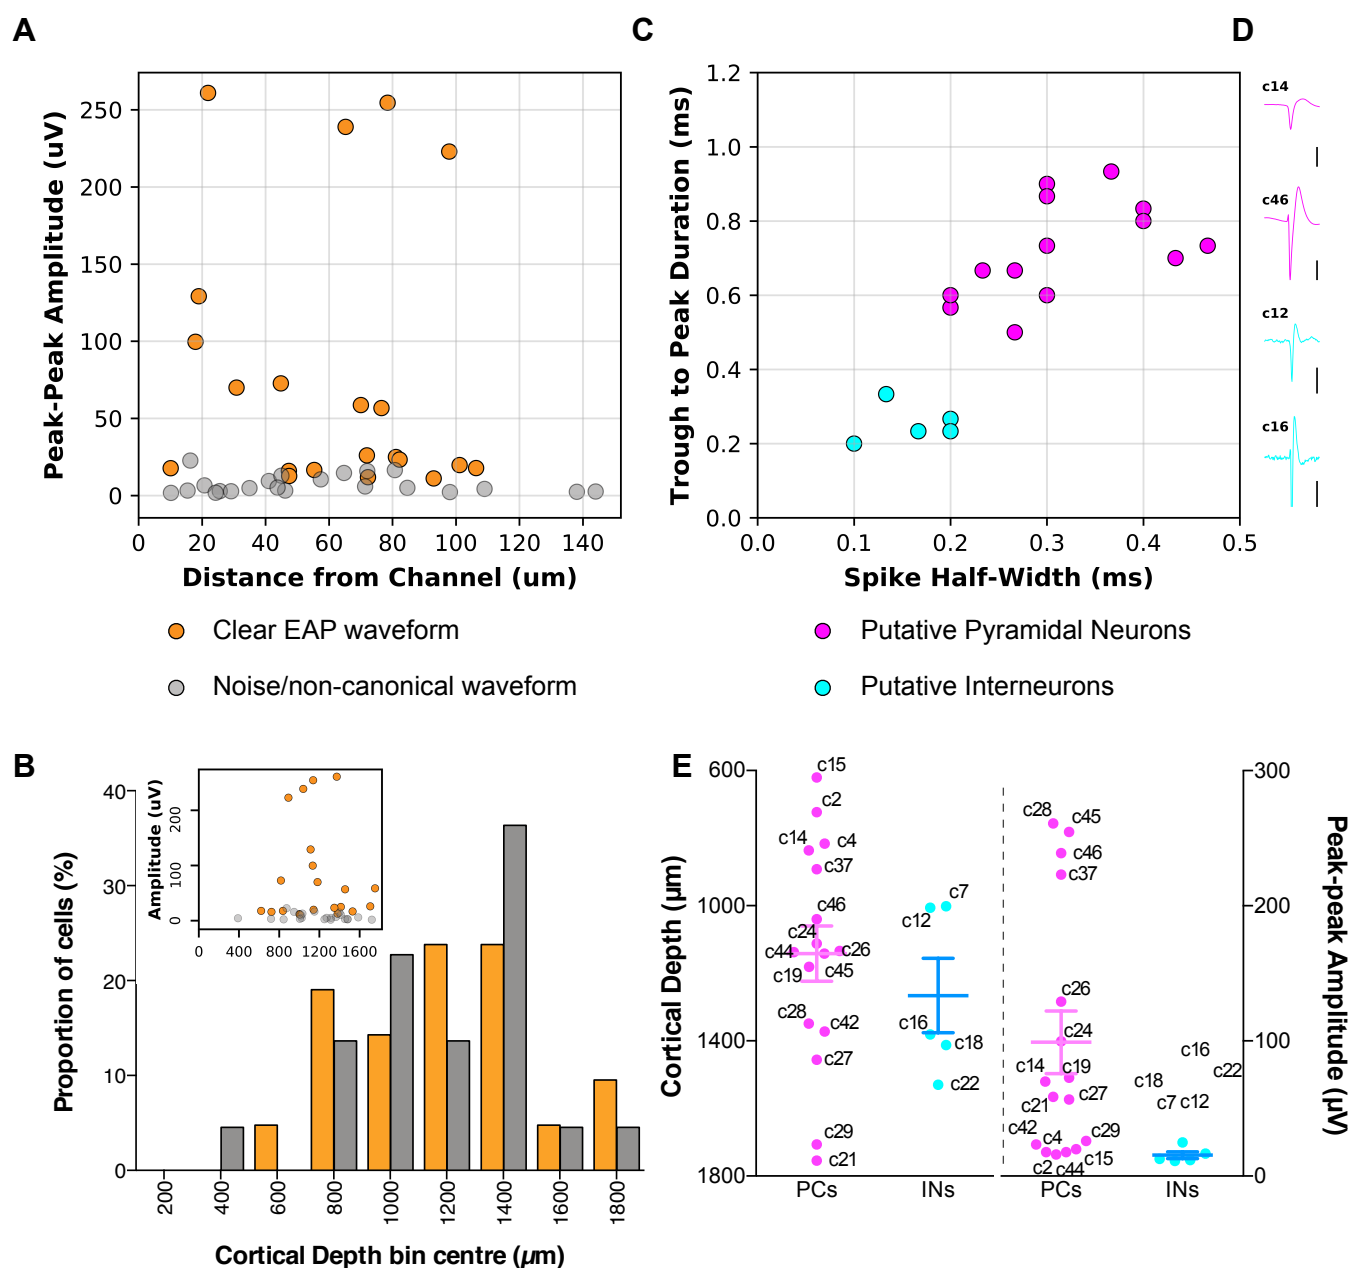 A
Peak-Peak Amplitude (uV)
250
200
150
100
50
0
0 20 40 60 80 100 120 140
Distance from Channel (um)
Clear EAP waveform
Noise/non-canonical waveform
C
Trough to Peak Duration (ms)
1.2
1.0
0.8
0.6
0.4
0.2
0.0
0.0 0.1 0.2 0.3 0.4 0.5
Spike Half-Width (ms)
Putative Pyramidal Neurons
Putative Interneurons
D
c14
c46
c12
c16
B
Proportion of cells (%)
40
30
20
10
0
Amplitude (uV)
200
100
0
0 400 800 1200 1600
200 400 600 800 1000 1200 1400 1600 1800
Cortical Depth bin centre (µm)
E
Cortical Depth (µm)
600
1000
1400
1800
c15
c2
c14 c4
c37
c46
c24
c44 c26
c19 c45
c28 c42
c27
c29
c21
c7
c12
c16
c18
c22
c28 c45
c46
c37
c26
c24
c14 c19
c21 c27
c42 c4 c29
c2 c44 c15
c16
c18 c22
c7 c12
PCs INs PCs INs
300
200
100
0
Peak-peak Amplitude (µV)